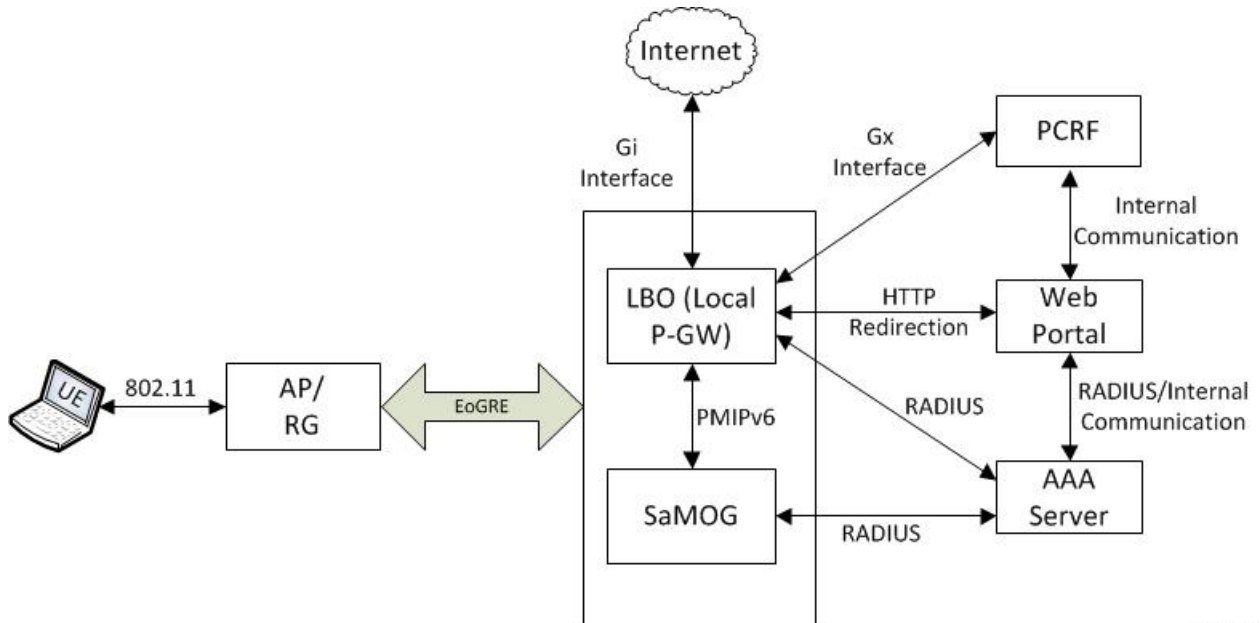 Internet
PCRF
Gi
Interface
Gx
Interface
Internal
Communication
LBO (Local
P-GW)
HTTP
Redirection
Web
Portal
UE
802.11
AP/
RG
EoGRE
PMIPv6
RADIUS
RADIUS/Internal
Communication
SaMOG
RADIUS
AAA
Server